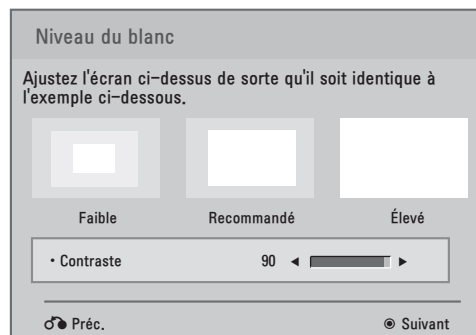 Niveau du blanc
Ajustez l'écran ci-dessus de sorte qu'il soit identique à
l'exemple ci-dessous.
Faible Recommandé Élevé
• Contraste 90 ◄ ►
Préc. ◉ Suivant